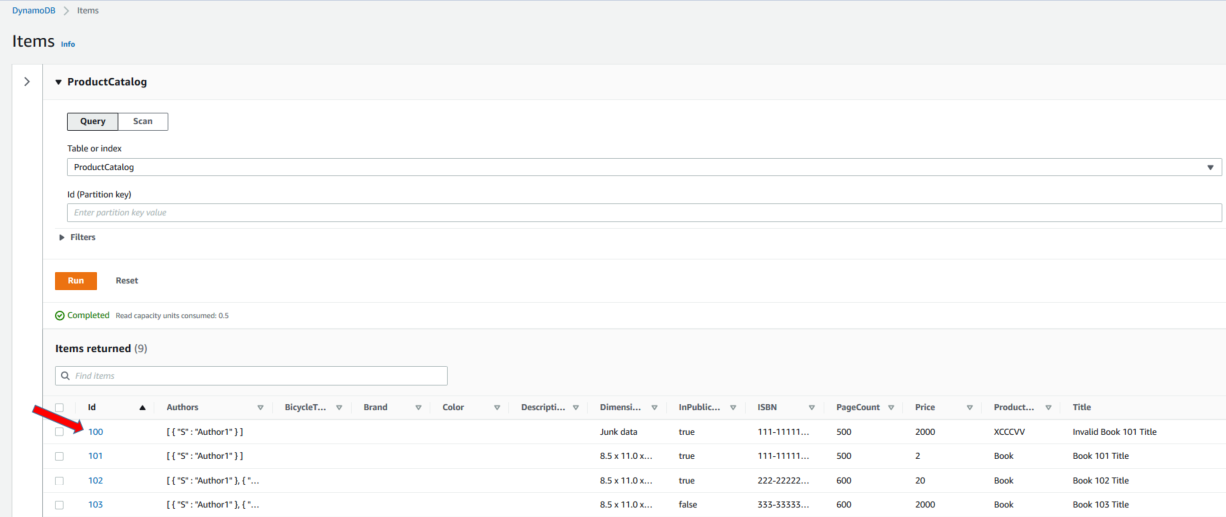 DynamoDB > Items
Items Info
ProductCatalog
Query Scan
Table or index
ProductCatalog
Id (Partition key)
Enter partition key value
Filters
Run Reset
Completed Read capacity units consumed: 0.5
Items returned (9)
Find items
Id Authors BicycleT... Brand Color Descripti... Dimensi... InPublic... ISBN PageCount Price Product... Title
100 [ { "S" : "Author1" } ] Junk data true 111-11111... 500 2000 XCCCVV Invalid Book 101 Title
101 [ { "S" : "Author1" } ] 8.5 x 11.0 x... true 111-11111... 500 2 Book Book 101 Title
102 [ { "S" : "Author1" }, { "... 8.5 x 11.0 x... true 222-22222... 600 20 Book Book 102 Title
103 [ { "S" : "Author1" }, { "... 8.5 x 11.0 x... false 333-33333... 600 2000 Book Book 103 Title